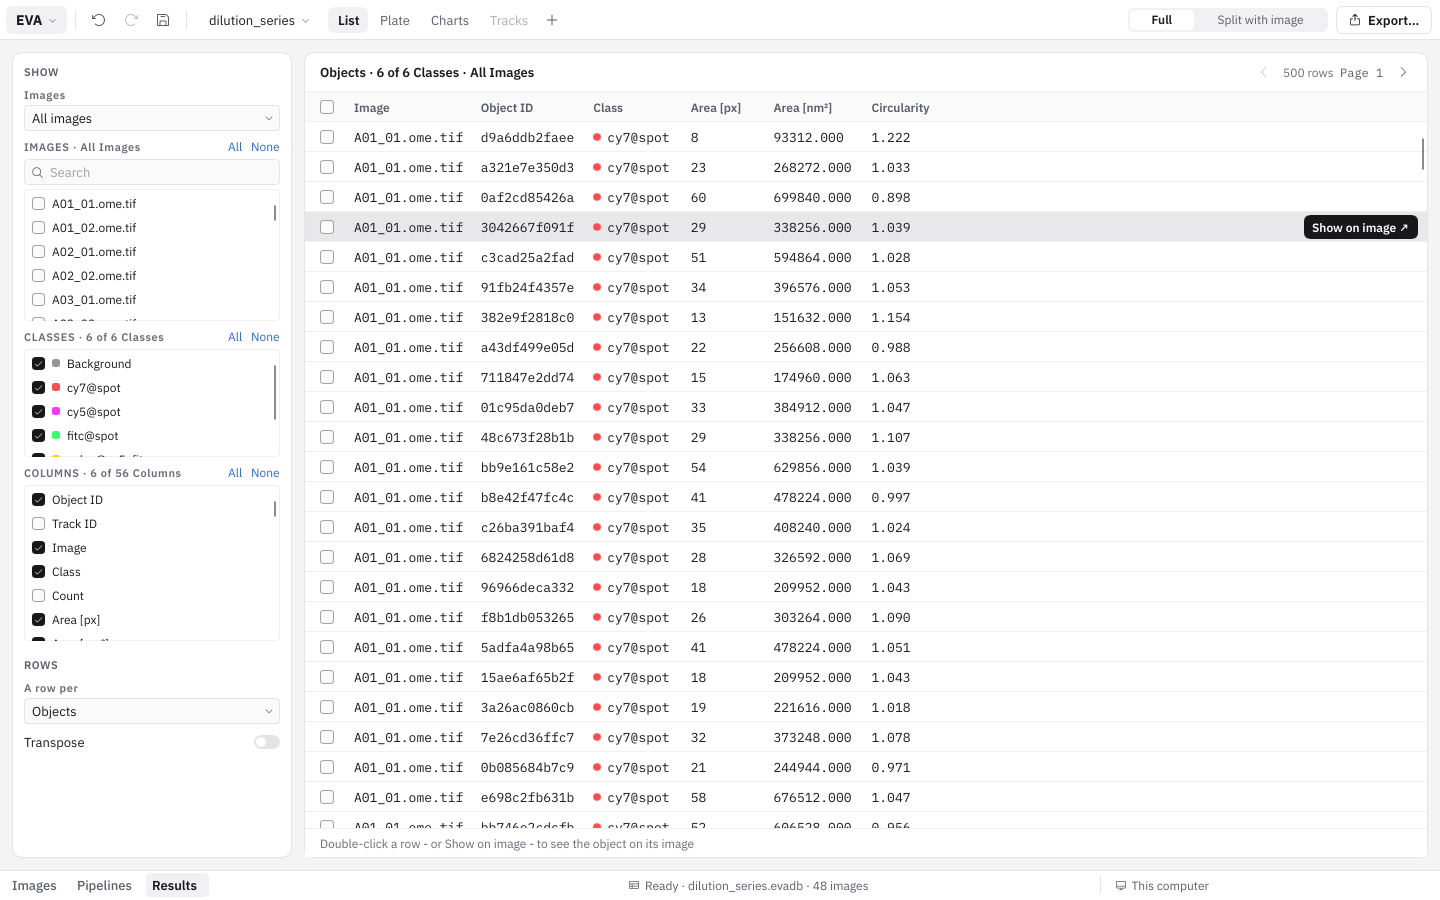 EVA
dilution_series
List
Plate
Charts
Tracks
Full
Split with image
Export...
SHOW
Images
All images
IMAGES · All Images
All None
Search
A01_01.ome.tif
A01_02.ome.tif
A02_01.ome.tif
A02_02.ome.tif
A03_01.ome.tif
CLASSES · 6 of 6 Classes
All None
Background
cy7@spot
cy5@spot
fitc@spot
COLUMNS · 6 of 56 Columns
All None
Object ID
Track ID
Image
Class
Count
Area [px]
ROWS
A row per
Objects
Transpose
Objects · 6 of 6 Classes · All Images
500 rows Page 1
Image Object ID Class Area [px] Area [nm²] Circularity
A01_01.ome.tif d9a6ddb2faee cy7@spot 8 93312.000 1.222
A01_01.ome.tif a321e7e350d3 cy7@spot 23 268272.000 1.033
A01_01.ome.tif 0af2cd85426a cy7@spot 60 699840.000 0.898
A01_01.ome.tif 3042667f091f cy7@spot 29 338256.000 1.039 Show on image ↗
A01_01.ome.tif c3cad25a2fad cy7@spot 51 594864.000 1.028
A01_01.ome.tif 91fb24f4357e cy7@spot 34 396576.000 1.053
A01_01.ome.tif 382e9f2818c0 cy7@spot 13 151632.000 1.154
A01_01.ome.tif a43df499e05d cy7@spot 22 256608.000 0.988
A01_01.ome.tif 711847e2dd74 cy7@spot 15 174960.000 1.063
A01_01.ome.tif 01c95da0deb7 cy7@spot 33 384912.000 1.047
A01_01.ome.tif 48c673f28b1b cy7@spot 29 338256.000 1.107
A01_01.ome.tif bb9e161c58e2 cy7@spot 54 629856.000 1.039
A01_01.ome.tif b8e42f47fc4c cy7@spot 41 478224.000 0.997
A01_01.ome.tif c26ba391baf4 cy7@spot 35 408240.000 1.024
A01_01.ome.tif 6824258d61d8 cy7@spot 28 326592.000 1.069
A01_01.ome.tif 96966deca332 cy7@spot 18 209952.000 1.043
A01_01.ome.tif f8b1db053265 cy7@spot 26 303264.000 1.090
A01_01.ome.tif 5adfa4a98b65 cy7@spot 41 478224.000 1.051
A01_01.ome.tif 15ae6af65b2f cy7@spot 18 209952.000 1.043
A01_01.ome.tif 3a26ac0860cb cy7@spot 19 221616.000 1.018
A01_01.ome.tif 7e26cd36ffc7 cy7@spot 32 373248.000 1.078
A01_01.ome.tif 0b085684b7c9 cy7@spot 21 244944.000 0.971
A01_01.ome.tif e698c2fb631b cy7@spot 58 676512.000 1.047
Double-click a row - or Show on image - to see the object on its image
Images
Pipelines
Results
Ready · dilution_series.evadb · 48 images
This computer